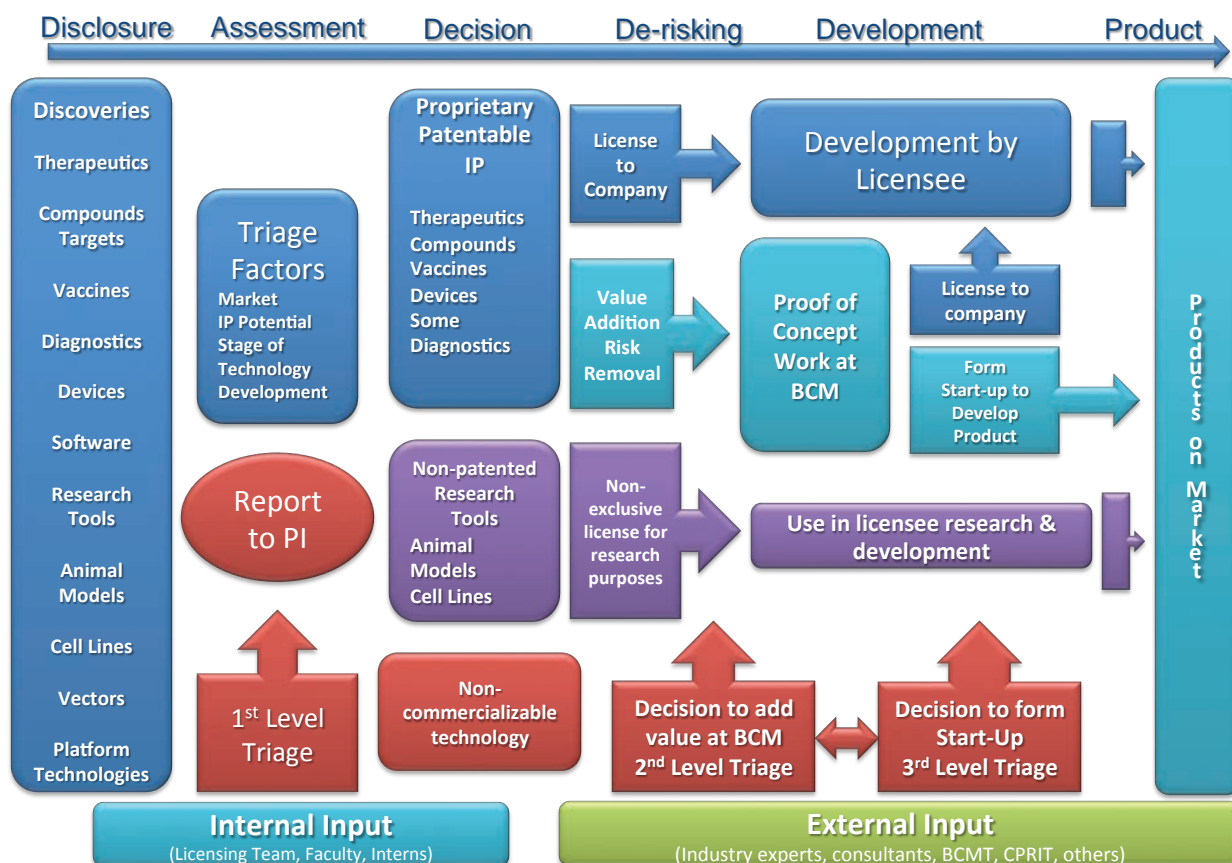 Disclosure Assessment Decision De-risking Development Product
Discoveries
Therapeutics
Compounds
Targets
Vaccines
Diagnostics
Devices
Software
Research
Tools
Animal
Models
Cell Lines
Vectors
Platform
Technologies
Triage
Factors
Market
IP Potential
Stage of
Technology
Development
Report
to PI
1st Level
Triage
Proprietary
Patentable
IP
Therapeutics
Compounds
Vaccines
Devices
Some
Diagnostics
Non-patented
Research
Tools
Animal
Models
Cell Lines
Non-
commercializable
technology
License
to
Company
Value
Addition
Risk
Removal
Non-
exclusive
license for
research
purposes
Development by
Licensee
Proof of
Concept
Work at
BCM
License to
company
Form
Start-up to
Develop
Product
Use in licensee research &
development
Decision to add
value at BCM
2nd Level Triage
Decision to form
Start-Up
3rd Level Triage
Products on Market
Internal Input
(Licensing Team, Faculty, Interns)
External Input
(Industry experts, consultants, BCMT, CPRIT, others)